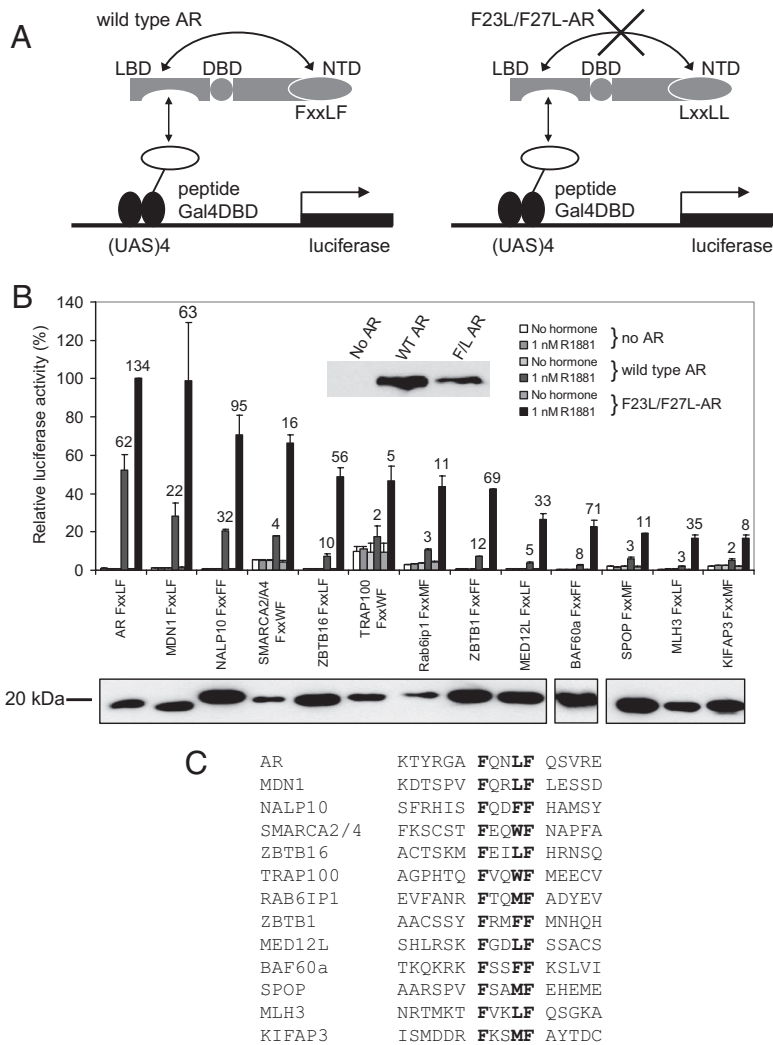 A
wild type AR
LBD DBD NTD
FxxLF
peptide
Gal4DBD
(UAS)4 luciferase
F23L/F27L-AR
LBD DBD NTD
LxxLL
peptide
Gal4DBD
(UAS)4 luciferase
B
Relative luciferase activity (%)
140
120
100
80
60
40
20
0
No AR
WT AR
F/L AR
No hormone
1 nM R1881
} no AR
No hormone
1 nM R1881
} wild type AR
No hormone
1 nM R1881
} F23L/F27L-AR
62 134
22 63
32 95
4 16
10 56
2 5
3 11
12 69
5 33
8 71
3 11
3 35
2 8
AR FxxLF
MDN1 FxxLF
NALP10 FxxFF
SMARCA2/A4
FxxWF
ZBTB16 FxxLF
TRAP100
FxxWF
Rab6ip1 FxxMF
ZBTB1 FxxFF
MED12L FxxLF
BAF60a FxxFF
SPOP FxxMF
MLH3 FxxLF
KIFAP3 FxxMF
20 kDa
C
AR KTYRGA FQNLF QSVRE
MDN1 KDTSPV FQRLF LESSD
NALP10 SFRHIS FQDFF HAMSY
SMARCA2/4 FKSCST FEQWF NAPFA
ZBTB16 ACTSKM FEILF HRNSQ
TRAP100 AGPHTQ FVQWF MEECV
RAB6IP1 EVFANR FTQMF ADYEV
ZBTB1 AACSSY FRMFF MNHQH
MED12L SHLRSK FGDLF SSACS
BAF60a TKQKRK FSSFF KSLVI
SPOP AARSPV FSAMF EHEME
MLH3 NRTMKT FVKLF QSGKA
KIFAP3 ISMDDR FKSMF AYTDC